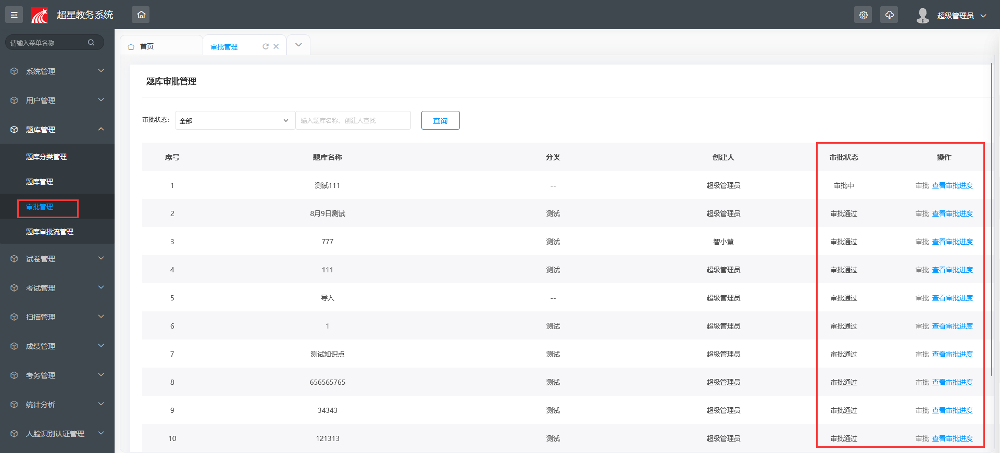 超星教务系统
超级管理员
请输入菜单名称
系统管理
用户管理
题库管理
题库分类管理
题库管理
审批管理
题库审批流管理
试卷管理
考试管理
扫描管理
成绩管理
考务管理
统计分析
人脸识别认证管理
首页
审批管理
题库审批管理
审批状态: 全部 输入题库名称、创建人查找 查询
序号 题库名称 分类 创建人 审批状态 操作
1 测试111 -- 超级管理员 审批中 审批 查看审批进度
2 8月9日测试 测试 超级管理员 审批通过 审批 查看审批进度
3 777 测试 智小慧 审批通过 审批 查看审批进度
4 111 测试 超级管理员 审批通过 审批 查看审批进度
5 导入 -- 超级管理员 审批通过 审批 查看审批进度
6 1 测试 超级管理员 审批通过 审批 查看审批进度
7 测试知识点 测试 超级管理员 审批通过 审批 查看审批进度
8 656565765 测试 超级管理员 审批通过 审批 查看审批进度
9 34343 测试 超级管理员 审批通过 审批 查看审批进度
10 121313 测试 超级管理员 审批通过 审批 查看审批进度